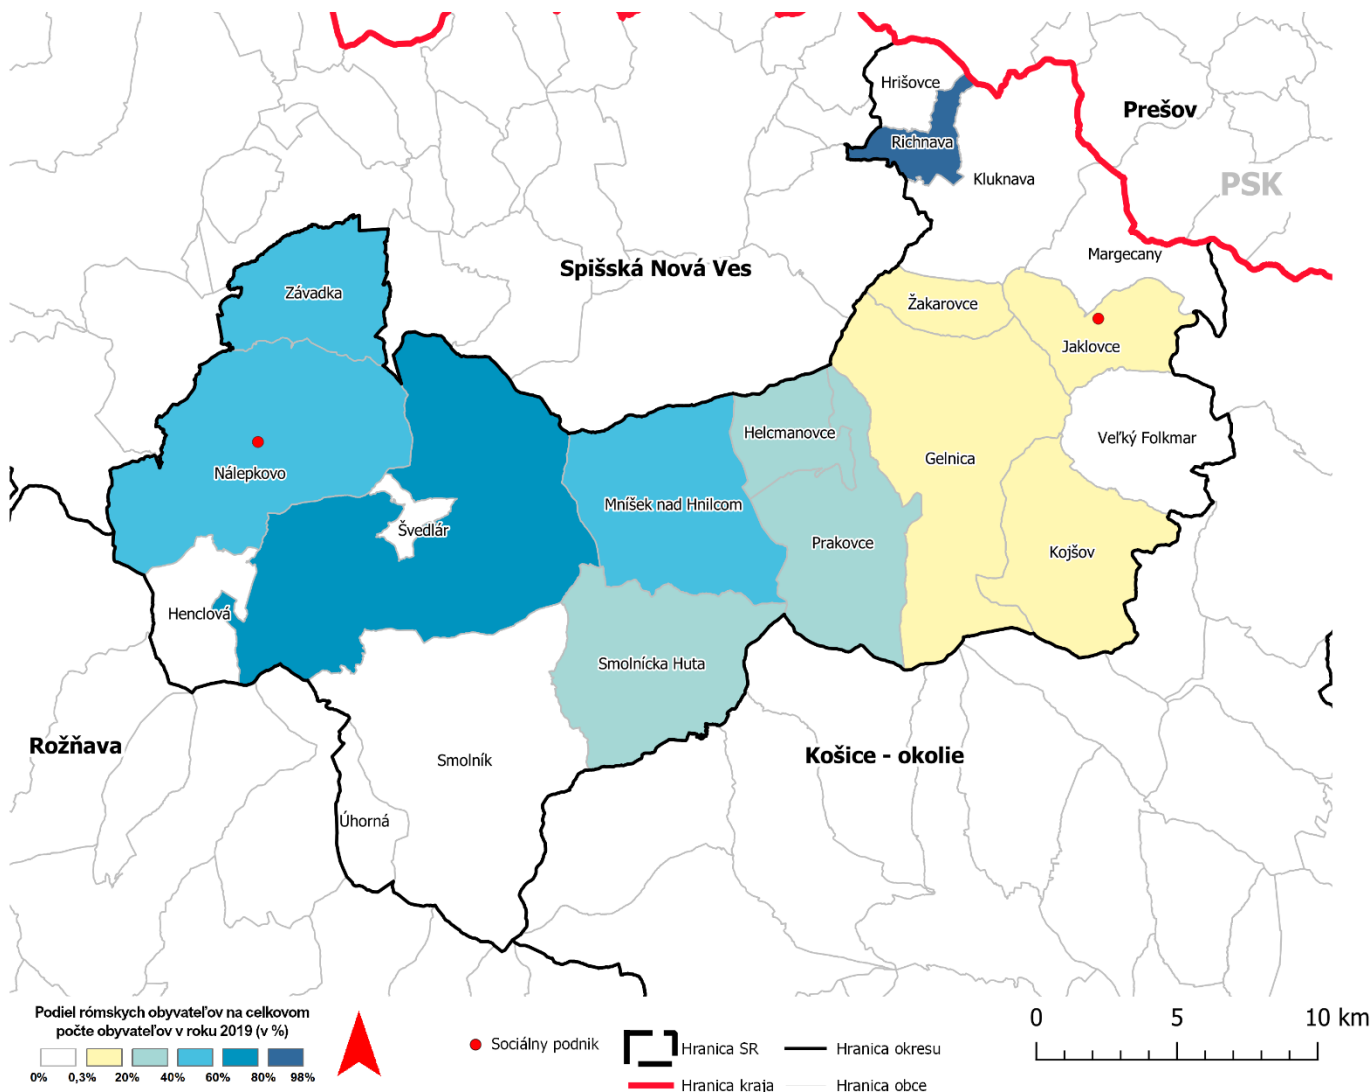 Hrišovce
Prešov
Richnava
Kluknava
PSK
Margecany
Spišská Nová Ves
Závadka
Žakarovce
Jaklovce
Helcmanovce
Veľký Folkmar
Gelnica
Nálepkovo
Mníšek nad Hnilcom
Švedlár
Prakovce
Kojšov
Henclová
Smolnícka Huta
Rožňava
Smolník
Košice - okolie
Úhorná
Podiel rómskych obyvateľov na celkovom
počte obyvateľov v roku 2019 (v %)
0% 0,3% 20% 40% 60% 80% 98%
Sociálny podnik
Hranica SR
Hranica okresu
Hranica kraja
Hranica obce
0 5 10 km